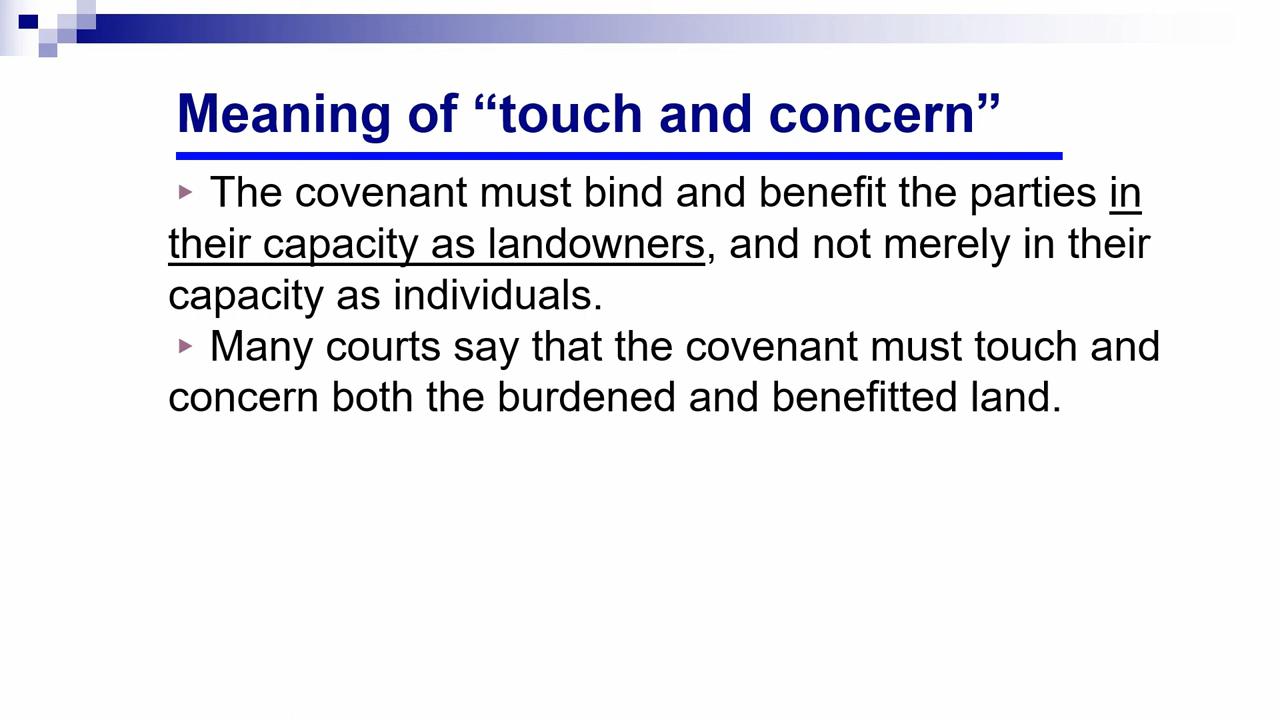 Meaning of “touch and concern”
▸ The covenant must bind and benefit the parties in
their capacity as landowners, and not merely in their
capacity as individuals.
▸ Many courts say that the covenant must touch and
concern both the burdened and benefitted land.